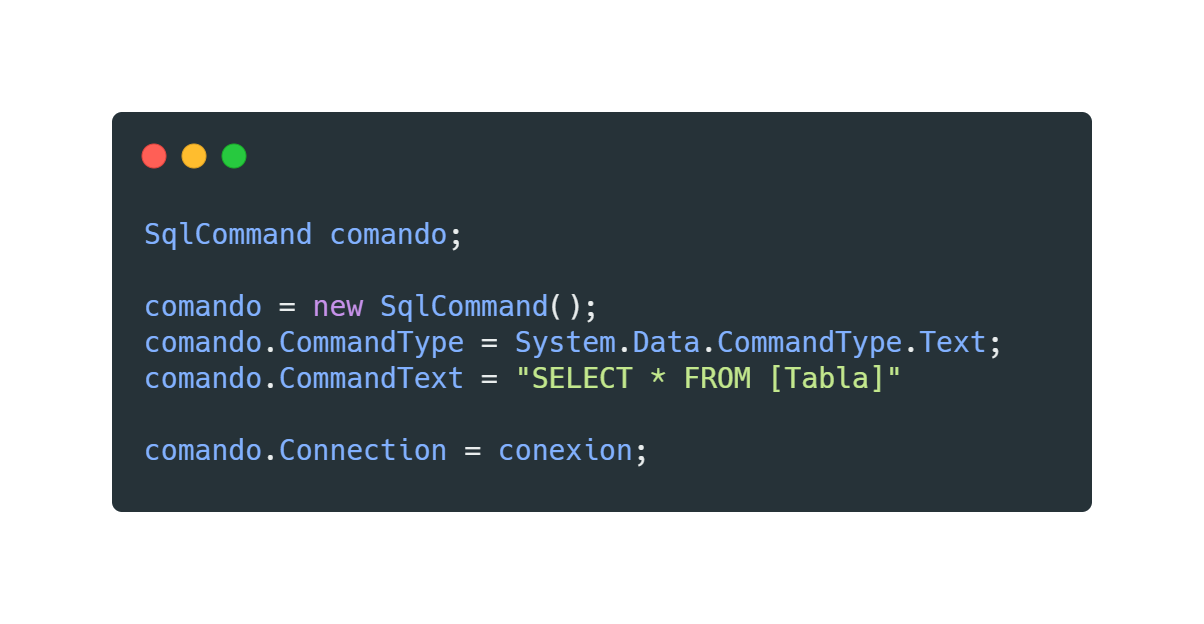 SqlCommand comando;
comando = new SqlCommand();
comando.CommandType = System.Data.CommandType.Text;
comando.CommandText = "SELECT * FROM [Tabla]"
comando.Connection = conexion;